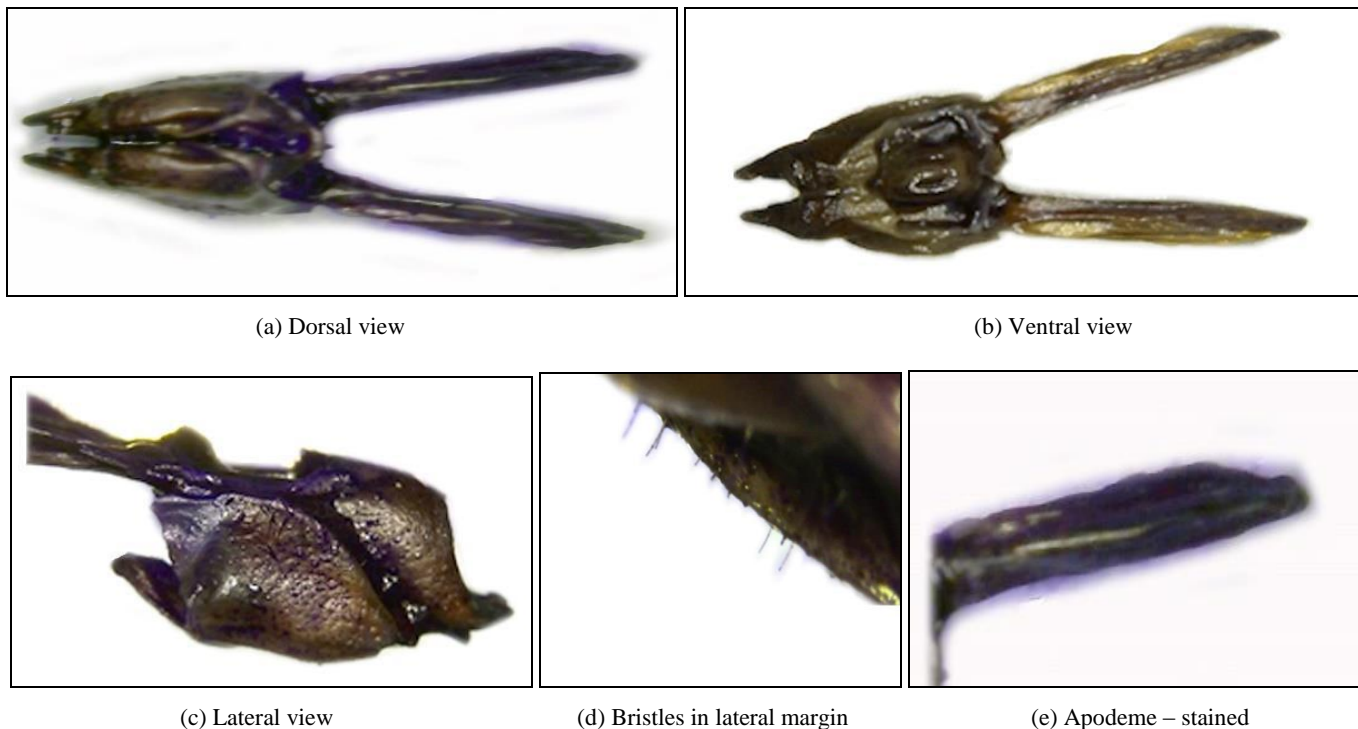 (a) Dorsal view
(b) Ventral view
(c) Lateral view
(d) Bristles in lateral margin
(e) Apodeme – stained